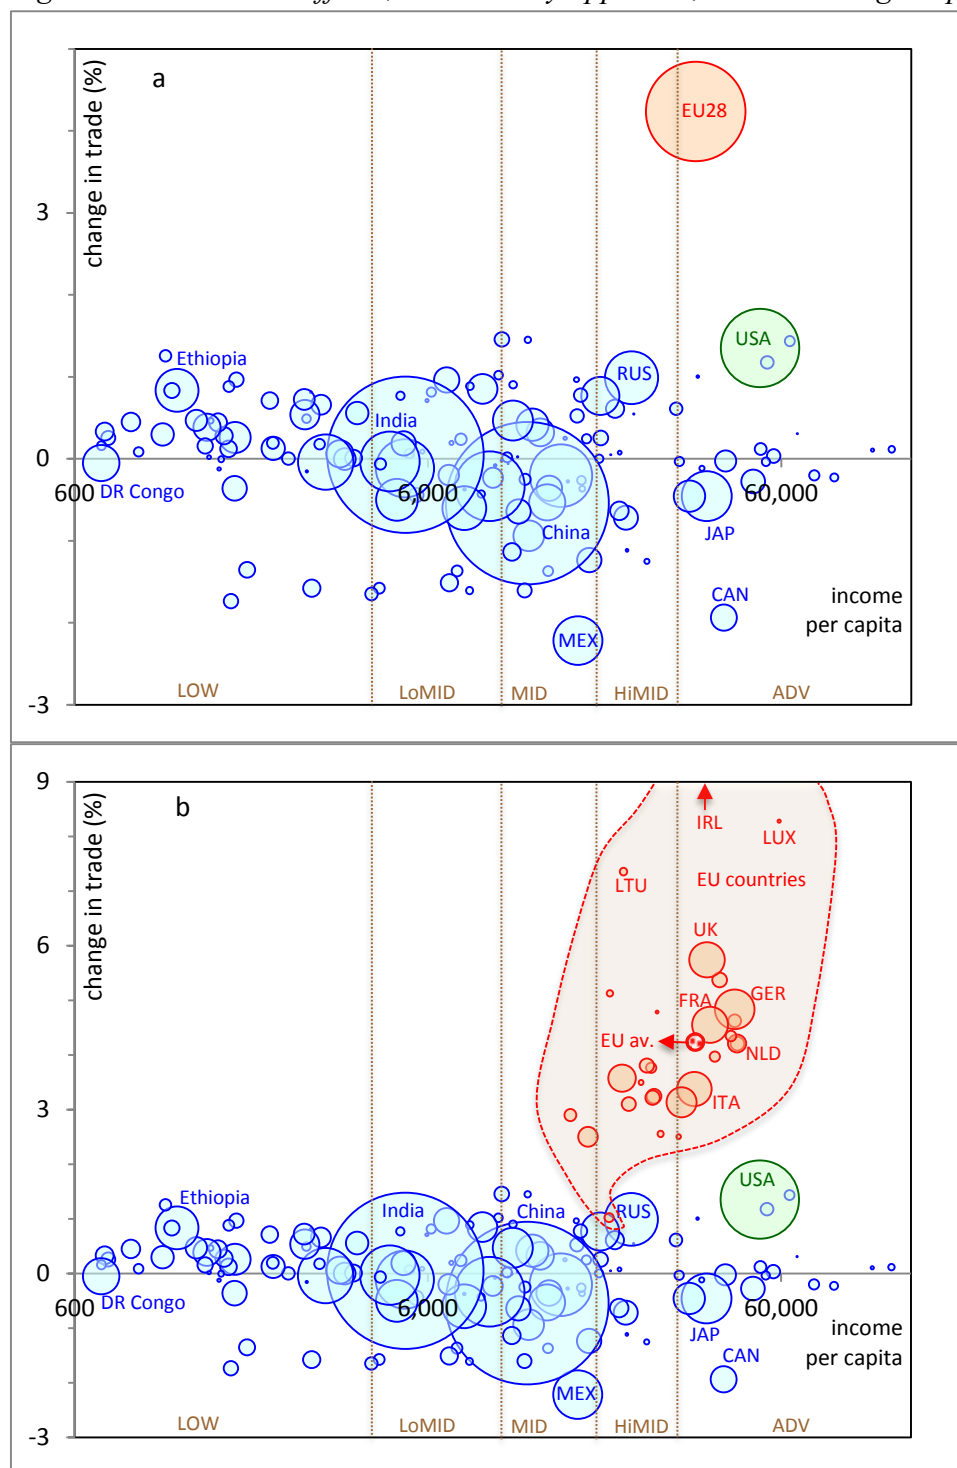 a
change in trade (%)
EU28
3
USA
Ethiopia
RUS
India
0
600
DR Congo
6,000
60,000
China
JAP
CAN
income
per capita
MEX
LOW
LoMID
MID
HiMID
ADV
-3
9
b
change in trade (%)
IRL
LUX
LTU
EU countries
6
UK
FRA
GER
EU av.
NLD
3
ITA
Ethiopia
India
China
RUS
USA
0
600
DR Congo
6,000
60,000
JAP
income
CAN
per capita
MEX
LOW
LoMID
MID
HiMID
ADV
-3